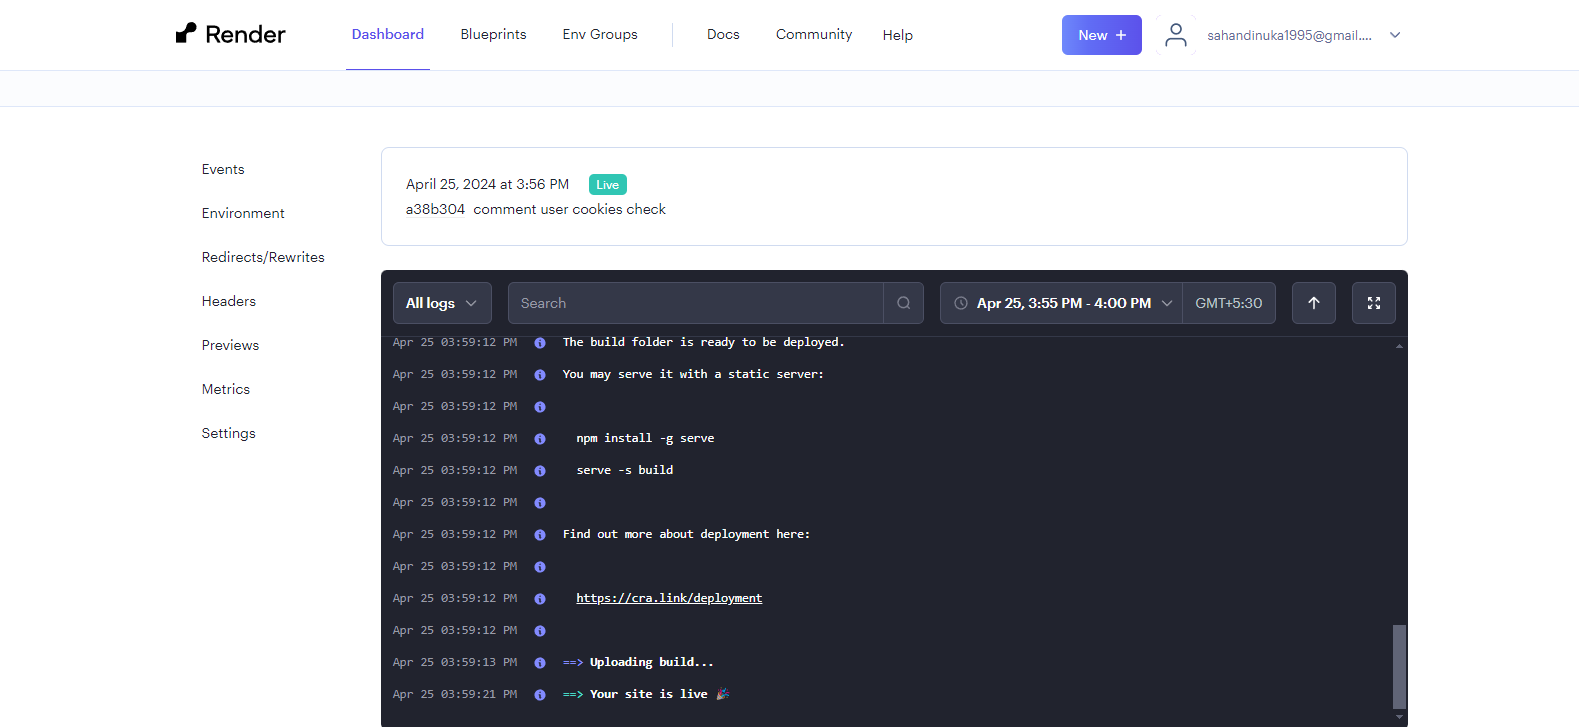 Render Dashboard Blueprints Env Groups Docs Community Help New + sahandinuka1995@gmail....
Events
Environment
Redirects/Rewrites
Headers
Previews
Metrics
Settings
April 25, 2024 at 3:56 PM Live
a38b304 comment user cookies check
All logs Search Apr 25, 3:55 PM - 4:00 PM GMT+5:30
Apr 25 03:59:12 PM The build folder is ready to be deployed.
Apr 25 03:59:12 PM You may serve it with a static server:
Apr 25 03:59:12 PM
Apr 25 03:59:12 PM npm install -g serve
Apr 25 03:59:12 PM serve -s build
Apr 25 03:59:12 PM
Apr 25 03:59:12 PM Find out more about deployment here:
Apr 25 03:59:12 PM
Apr 25 03:59:12 PM https://cra.link/deployment
Apr 25 03:59:12 PM
Apr 25 03:59:13 PM ==> Uploading build...
Apr 25 03:59:21 PM ==> Your site is live 🎉